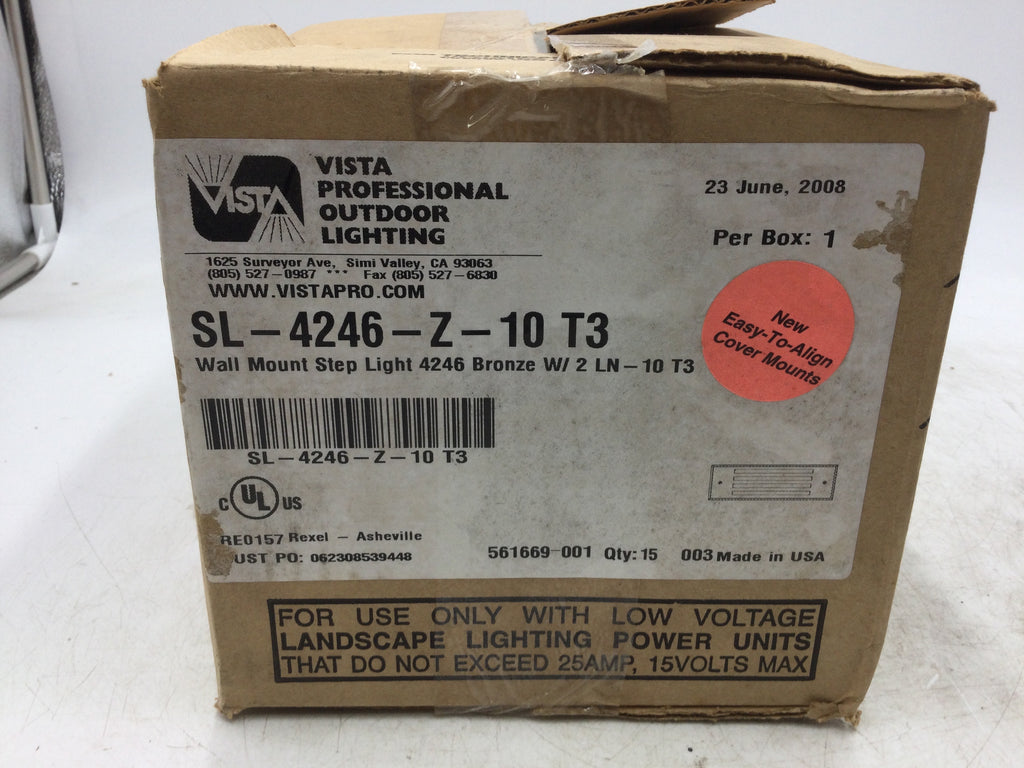 VISTA
VISTA
PROFESSIONAL
OUTDOOR
LIGHTING
23 June, 2008
Per Box: 1
1625 Surveyor Ave, Simi Valley, CA 93063
(805) 527-0987 *** Fax (805) 527-6830
WWW.VISTAPRO.COM
SL-4246-Z-10 T3
Wall Mount Step Light 4246 Bronze W/ 2 LN-10 T3
New
Easy-To-Align
Cover Mounts
SL-4246-Z-10 T3
C UL US
RE0157 Rexel - Asheville
UST PO: 062308539448
561669-001 Qty: 15 003 Made in USA
FOR USE ONLY WITH LOW VOLTAGE
LANDSCAPE LIGHTING POWER UNITS
THAT DO NOT EXCEED 25AMP, 15VOLTS MAX